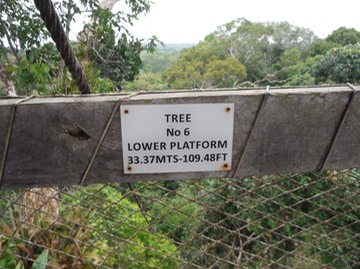 TREE
No 6
LOWER PLATFORM
33.37MTS-109.48FT